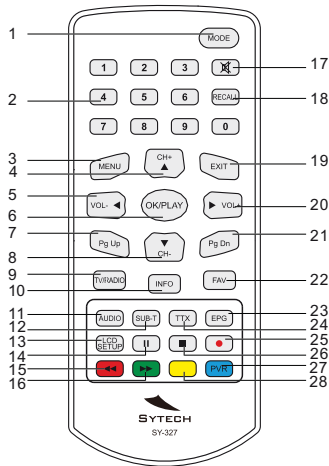 1 MODE
1 2 3 17
2 4 5 6 RECALL 18
7 8 9 0
3 MENU CH+ EXIT 19
4
5 VOL- OK/PLAY VOL+ 20
6
7 Pg Up Pg Dn 21
8 CH-
9 TV/RADIO INFO FAV 22
10
11 AUDIO SUB-T TTX EPG 23
12 24
13 LCD SETUP 25
14 26
15 PVR 27
16 28
SYTECH
SY-327